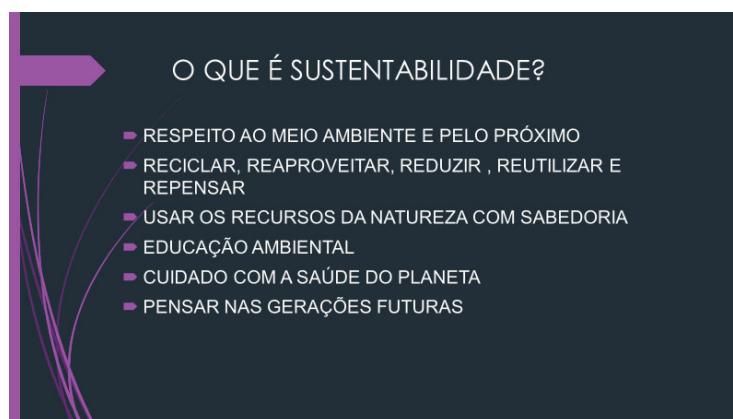 O QUE É SUSTENTABILIDADE?
RESPEITO AO MEIO AMBIENTE E PELO PRÓXIMO
RECICLAR, REAPROVEITAR, REDUZIR , REUTILIZAR E
REPENSAR
USAR OS RECURSOS DA NATUREZA COM SABEDORIA
EDUCAÇÃO AMBIENTAL
CUIDADO COM A SAÚDE DO PLANETA
PENSAR NAS GERAÇÕES FUTURAS